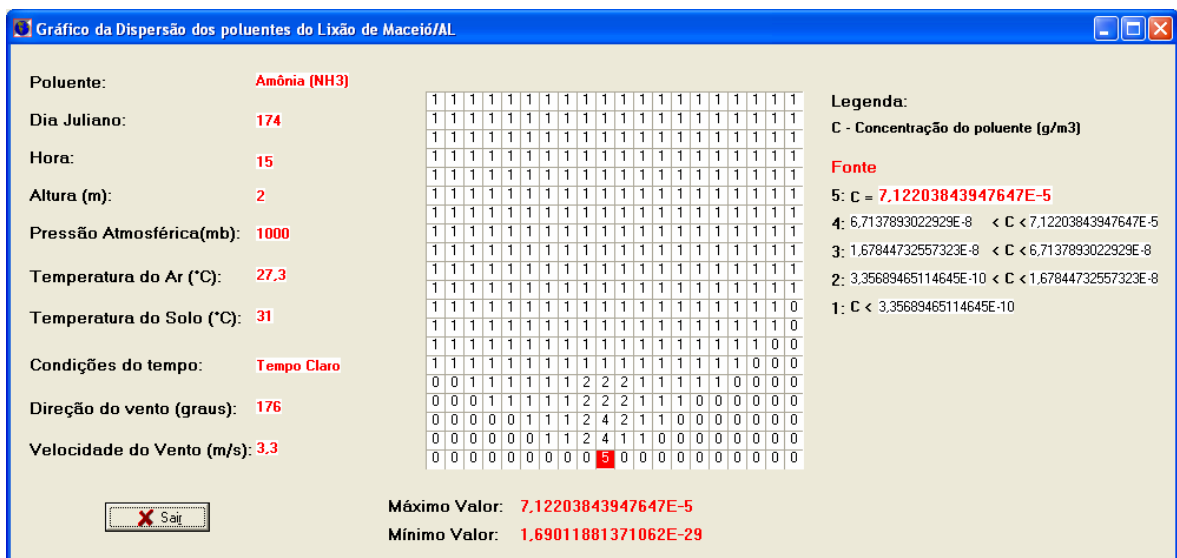 Gráfico da Dispersão dos poluentes do Lixão de Maceió/AL
Poluente: Amônia (NH3)
Dia Juliano: 174
Hora: 15
Altura (m): 2
Pressão Atmosférica(mb): 1000
Temperatura do Ar (°C): 27,3
Temperatura do Solo (°C): 31
Condições do tempo: Tempo Claro
Direção do vento (graus): 176
Velocidade do Vento (m/s): 3,3
Sair
1 1 1 1 1 1 1 1 1 1 1 1 1 1 1 1 1 1 1 1
1 1 1 1 1 1 1 1 1 1 1 1 1 1 1 1 1 1 1 1
1 1 1 1 1 1 1 1 1 1 1 1 1 1 1 1 1 1 1 1
1 1 1 1 1 1 1 1 1 1 1 1 1 1 1 1 1 1 1 1
1 1 1 1 1 1 1 1 1 1 1 1 1 1 1 1 1 1 1 1
1 1 1 1 1 1 1 1 1 1 1 1 1 1 1 1 1 1 1 1
1 1 1 1 1 1 1 1 1 1 1 1 1 1 1 1 1 1 1 1
1 1 1 1 1 1 1 1 1 1 1 1 1 1 1 1 1 1 1 1
1 1 1 1 1 1 1 1 1 1 1 1 1 1 1 1 1 1 1 1
1 1 1 1 1 1 1 1 1 1 1 1 1 1 1 1 1 1 1 1
1 1 1 1 1 1 1 1 1 1 1 1 1 1 1 1 1 1 1 1
1 1 1 1 1 1 1 1 1 1 1 1 1 1 1 1 1 1 1 0
1 1 1 1 1 1 1 1 1 1 1 1 1 1 1 1 1 1 1 0
1 1 1 1 1 1 1 1 1 1 1 1 1 1 1 1 1 1 0 0
1 1 1 1 1 1 1 1 1 1 1 1 1 1 1 1 1 0 0 0
0 0 1 1 1 1 1 1 2 2 2 1 1 1 1 1 0 0 0 0
0 0 0 1 1 1 1 1 2 2 2 1 1 1 0 0 0 0 0 0
0 0 0 0 0 1 1 1 2 4 2 1 1 0 0 0 0 0 0 0
0 0 0 0 0 0 1 1 2 4 1 1 0 0 0 0 0 0 0 0
0 0 0 0 0 0 0 0 0 5 0 0 0 0 0 0 0 0 0 0
Máximo Valor: 7,12203843947647E-5
Mínimo Valor: 1,69011881371062E-29
Legenda:
C - Concentração do poluente (g/m3)
Fonte
5: C = 7,12203843947647E-5
4: 6,7137893022929E-8 < C < 7,12203843947647E-5
3: 1,67844732557323E-8 < C < 6,7137893022929E-8
2: 3,35689465114645E-10 < C < 1,67844732557323E-8
1: C < 3,35689465114645E-10